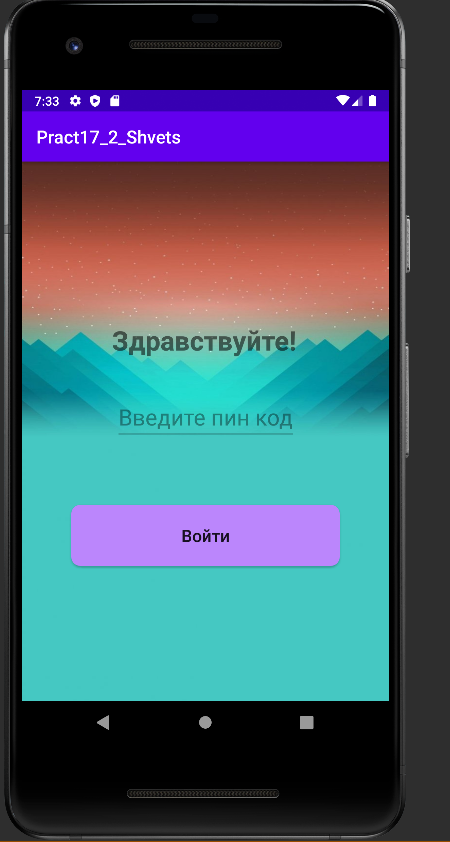 7:33
Pract17_2_Shvets
Здравствуйте!
Введите пин код
Войти